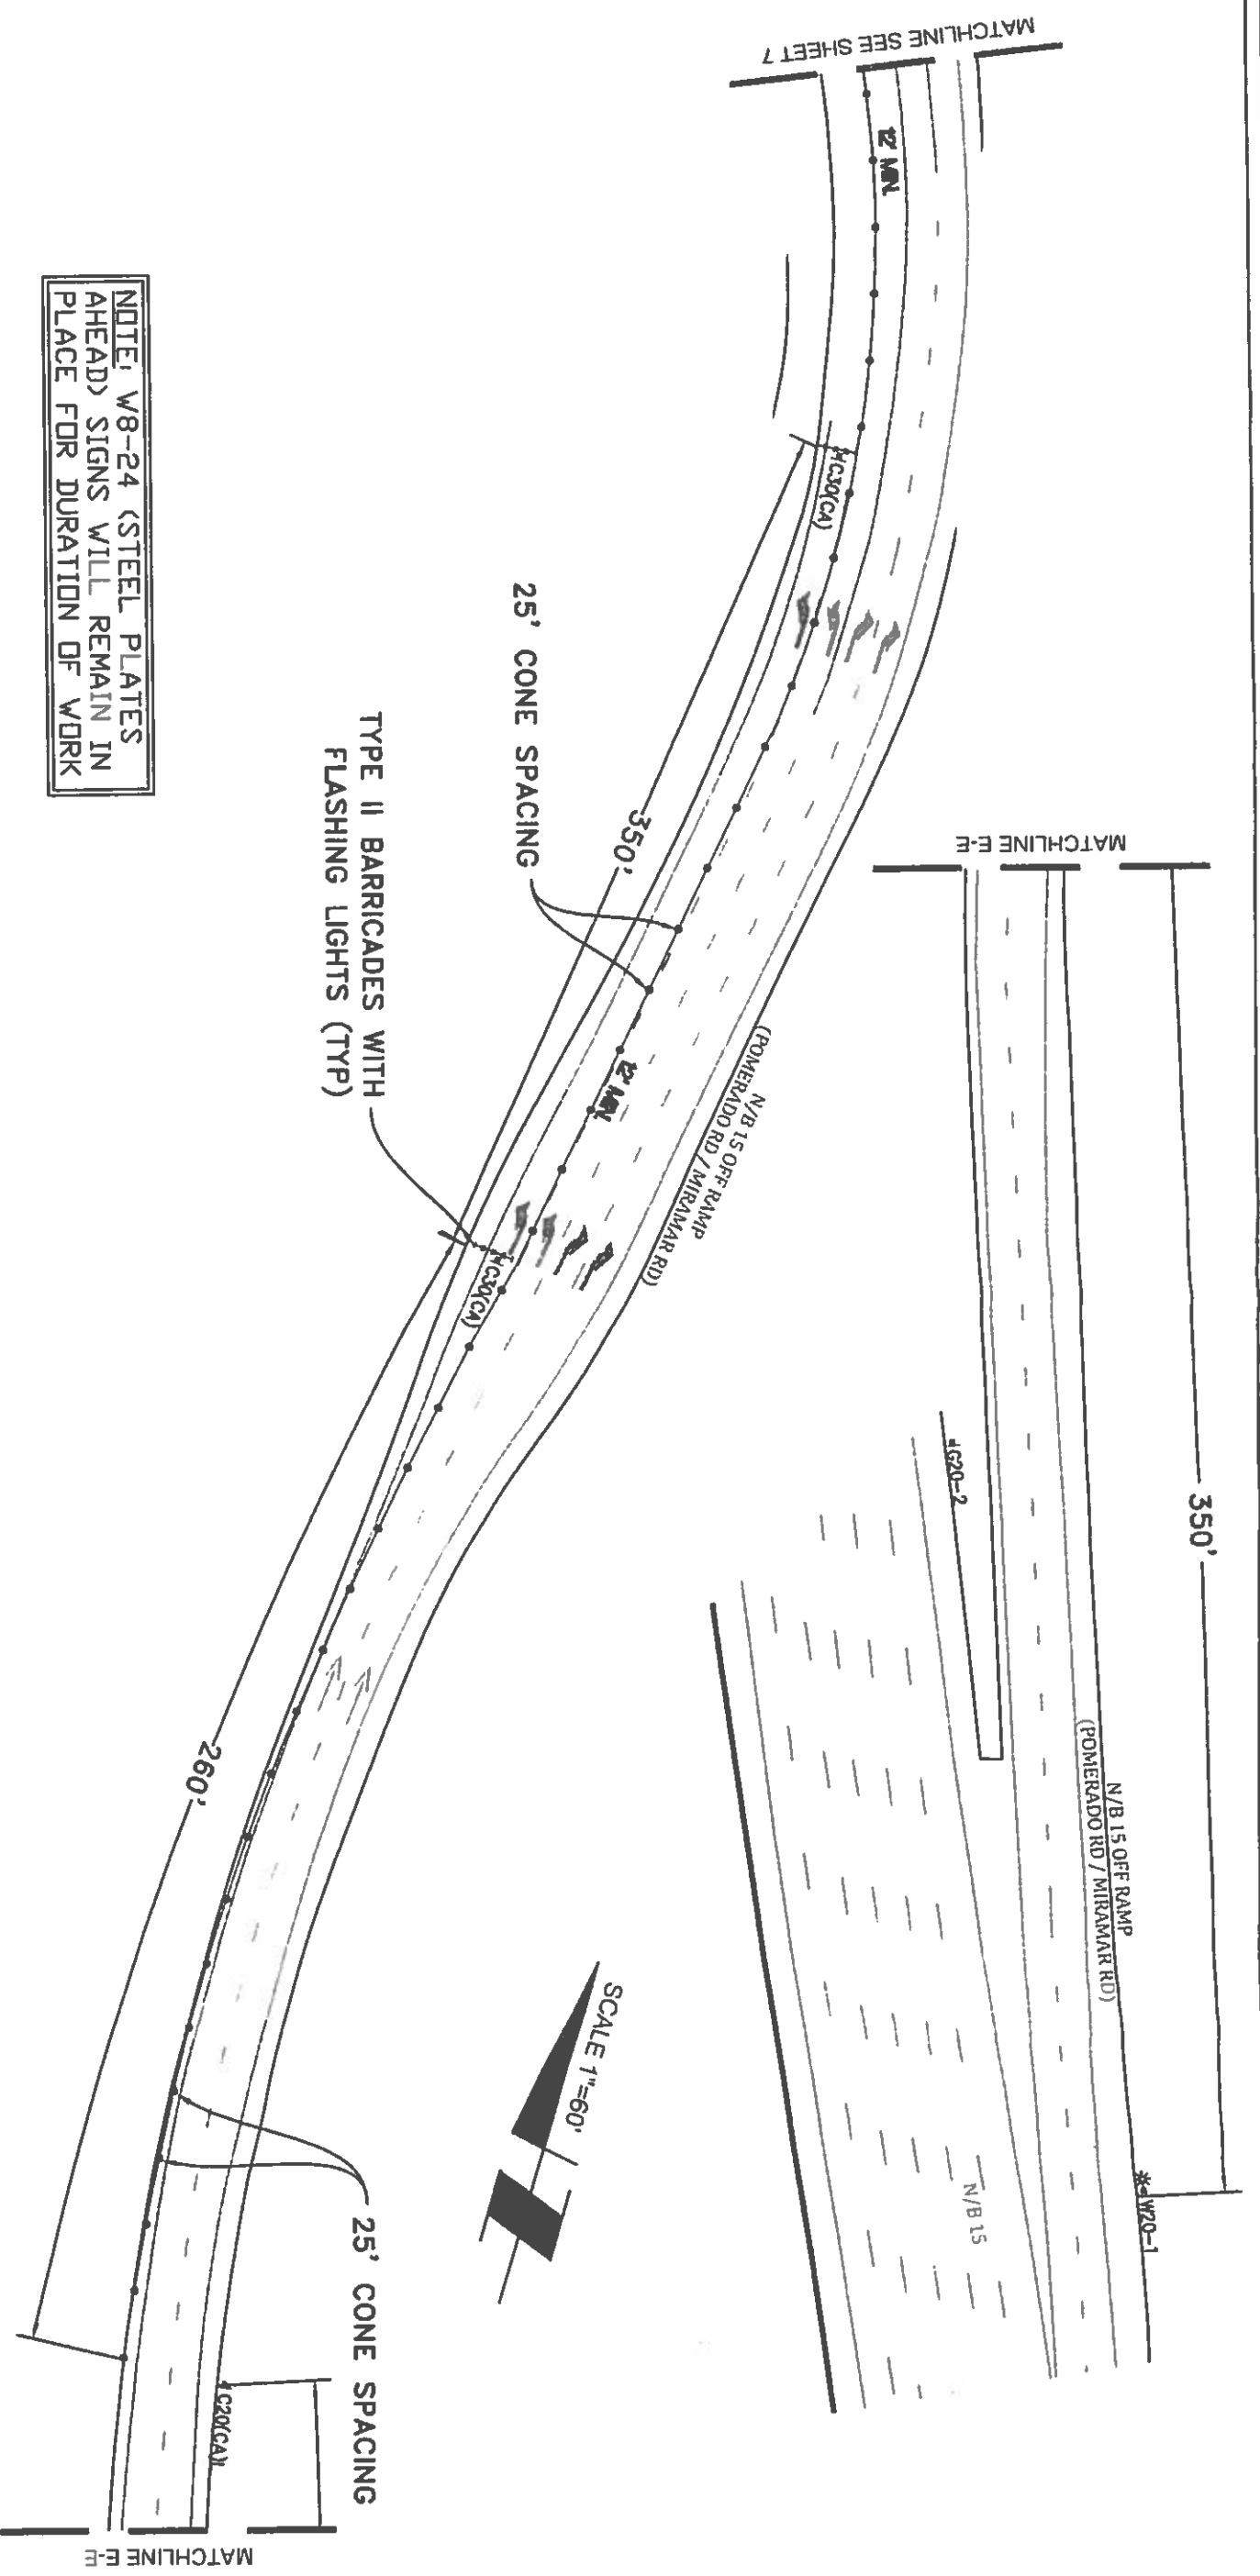 MATCHLINE SEE SHEET 7
12' MIN.
C30(CA)
NOTE: W8-24 (STEEL PLATES
AHEAD) SIGNS WILL REMAIN IN
PLACE FOR DURATION OF WORK
25' CONE SPACING
350'
TYPE II BARRICADES WITH
FLASHING LIGHTS (TYP)
12' MIN.
C30(CA)
N/B 15 OFF RAMP
(POMERADO RD / MIRAMAR RD)
MATCHLINE E-E
350'
G20-2
N/B 15 OFF RAMP
(POMERADO RD / MIRAMAR RD)
N/B 15
W20-1
260'
SCALE 1"=60'
25' CONE SPACING
C20(CA)L
MATCHLINE E-E